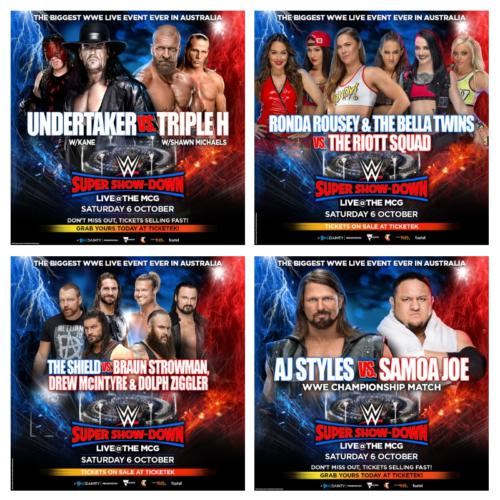 THE BIGGEST WWE LIVE EVENT EVER IN AUSTRALIA
UNDERTAKER VS. TRIPLE H
W/KANE W/SHAWN MICHAELS
W
SUPER SHOW-DOWN
LIVE@THE MCG
SATURDAY 6 OCTOBER
DON'T MISS OUT, TICKETS SELLING FAST!
GRAB YOURS TODAY AT TICKETEK!
THE BIGGEST WWE LIVE EVENT EVER IN AUSTRALIA
RONDA ROUSEY & THE BELLA TWINS
VS. THE RIOTT SQUAD
W
SUPER SHOW-DOWN
LIVE@THE MCG
SATURDAY 6 OCTOBER
TICKETS ON SALE AT TICKETEK
THE BIGGEST WWE LIVE EVENT EVER IN AUSTRALIA
THE SHIELD VS. BRAUN STROWMAN,
DREW MCINTYRE & DOLPH ZIGGLER
W
SUPER SHOW-DOWN
LIVE@THE MCG
SATURDAY 6 OCTOBER
TICKETS ON SALE AT TICKETEK
THE BIGGEST WWE LIVE EVENT EVER IN AUSTRALIA
AJ STYLES VS. SAMOA JOE
WWE CHAMPIONSHIP MATCH
W
SUPER SHOW-DOWN
LIVE@THE MCG
SATURDAY 6 OCTOBER
DON'T MISS OUT, TICKETS SELLING FAST!
GRAB YOURS TODAY AT TICKETEK!